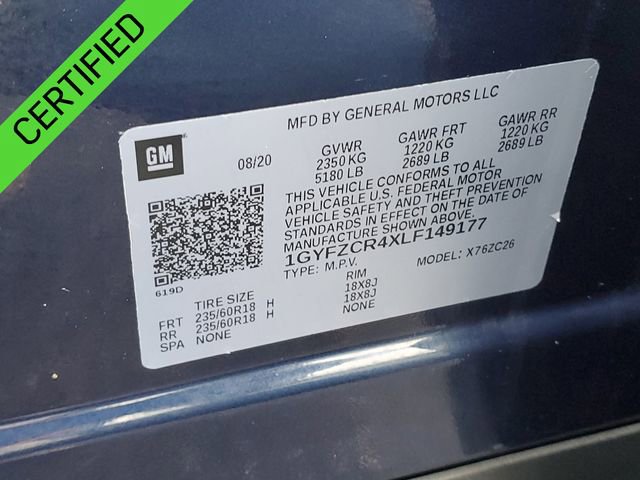 CERTIFIED
MFD BY GENERAL MOTORS LLC
GM
08/20
GVWR
2350 KG
5180 LB
GAWR FRT
1220 KG
2689 LB
GAWR RR
1220 KG
2689 LB
THIS VEHICLE CONFORMS TO ALL
APPLICABLE U.S. FEDERAL MOTOR
VEHICLE SAFETY AND THEFT PREVENTION
STANDARDS IN EFFECT ON THE DATE OF
MANUFACTURE SHOWN ABOVE.
1GYFZCR4XLF149177
TYPE: M.P.V.
MODEL: X76ZC26
619D
TIRE SIZE
RIM
FRT 235/60R18 H 18X8J
RR 235/60R18 H 18X8J
SPA NONE NONE